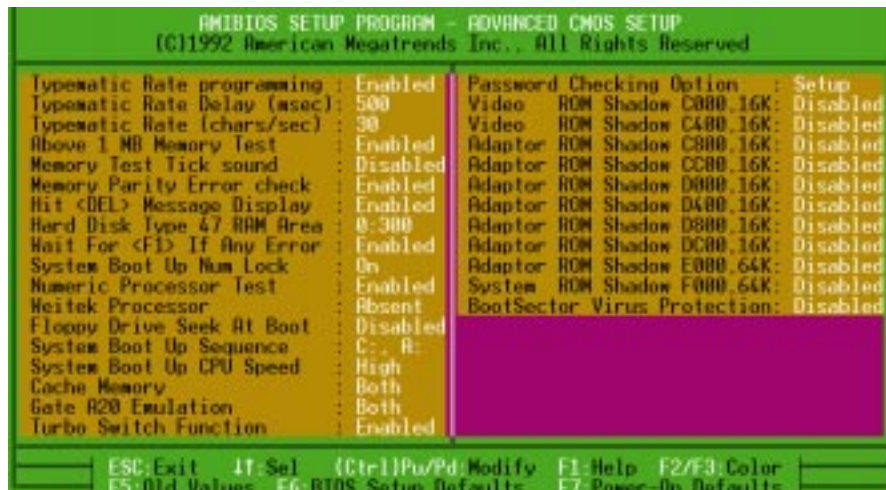 AMIBIOS SETUP PROGRAM - ADVANCED CMOS SETUP
(C)1992 American Megatrends Inc., All Rights Reserved
Typematic Rate programming : Enabled
Typematic Rate Delay (msec): 500
Typematic Rate (chars/sec) : 30
Above 1 MB Memory Test : Enabled
Memory Test Tick sound : Disabled
Memory Parity Error check : Enabled
Hit <DEL> Message Display : Enabled
Hard Disk Type 47 RAM Area : 0:300
Wait For <F1> If Any Error : Enabled
System Boot Up Num Lock : On
Numeric Processor Test : Enabled
Weitek Processor : Absent
Floppy Drive Seek At Boot : Disabled
System Boot Up Sequence : C:, A:
System Boot Up CPU Speed : High
Cache Memory : Both
Gate A20 Emulation : Both
Turbo Switch Function : Enabled
Password Checking Option : Setup
Video ROM Shadow C000,16K: Disabled
Video ROM Shadow C400,16K: Disabled
Adaptor ROM Shadow C800,16K: Disabled
Adaptor ROM Shadow CC00,16K: Disabled
Adaptor ROM Shadow D000,16K: Disabled
Adaptor ROM Shadow D400,16K: Disabled
Adaptor ROM Shadow D800,16K: Disabled
Adaptor ROM Shadow DC00,16K: Disabled
Adaptor ROM Shadow E000,64K: Disabled
System ROM Shadow F000,64K: Disabled
BootSector Virus Protection: Disabled
ESC:Exit ↓↑:Sel (Ctrl)Pu/Pd:Modify F1:Help F2/F3:Color
F5:Old Values F6:BIOS Setup Defaults F7:Power-On Defaults